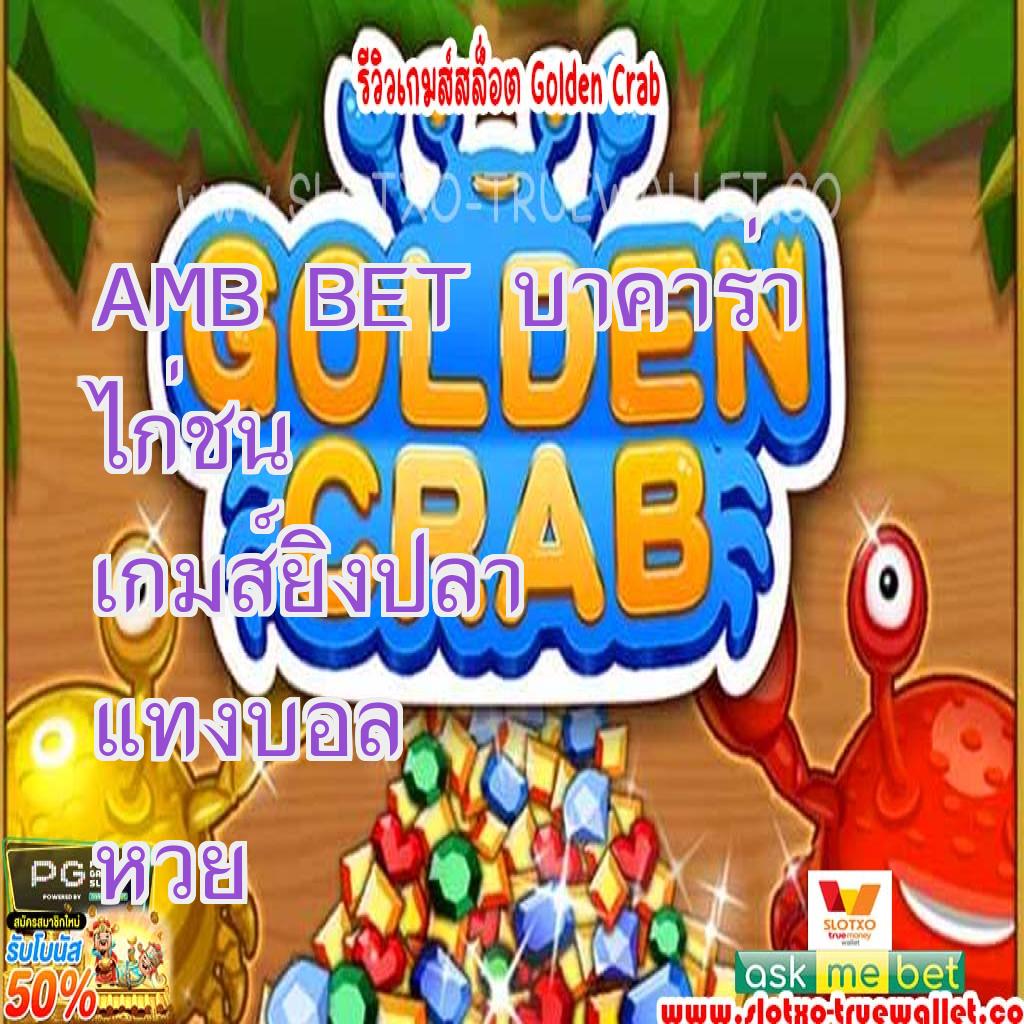 รีวิวเกมส์สล็อต Golden Crab
www.SLOTXO-TRUEWALLET.CO
GOLDEN
CRAB
AMB BET บาคาร่า
ไก่ชน
เกมส์ยิงปลา
แทงบอล
หวย
PG
POWERED BY
สมัครสมาชิกใหม่
รับโบนัส
50%
SLOTXO
truemoney
wallet
ask me bet
www.slotxo-truewallet.co